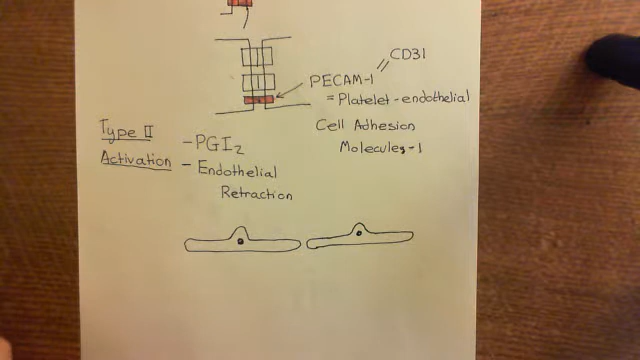 CD31
PECAM-1
= Platelet-endothelial
Cell Adhesion
Molecules-1
Type II
Activation
- PGI2
- Endothelial
Retraction